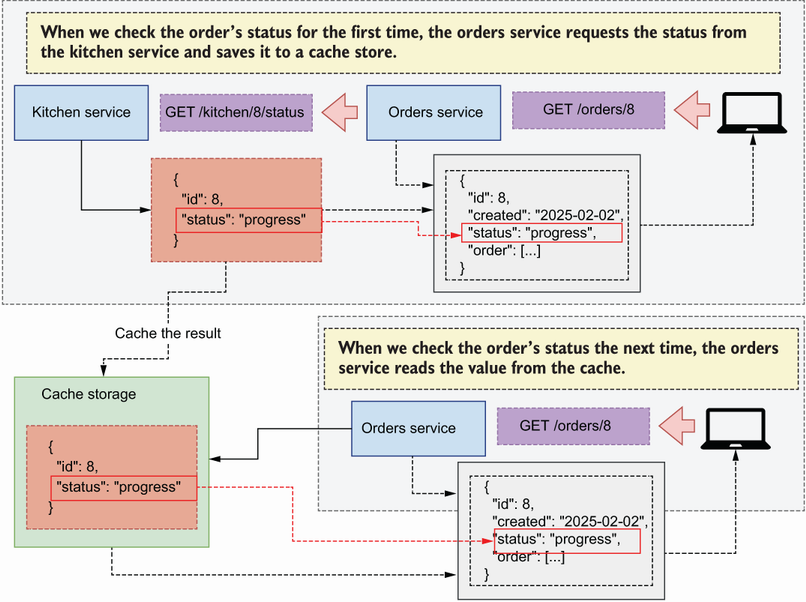 When we check the order’s status for the first time, the orders service requests the status from
the kitchen service and saves it to a cache store.
Kitchen service
GET /kitchen/8/status
Orders service
GET /orders/8
{
"id": 8,
"status": "progress"
}
{
"id": 8,
"created": "2025-02-02",
"status": "progress",
"order": [...]
}
Cache the result
When we check the order’s status the next time, the orders
service reads the value from the cache.
Cache storage
{
"id": 8,
"status": "progress"
}
Orders service
GET /orders/8
{
"id": 8,
"created": "2025-02-02",
"status": "progress",
"order": [...]
}